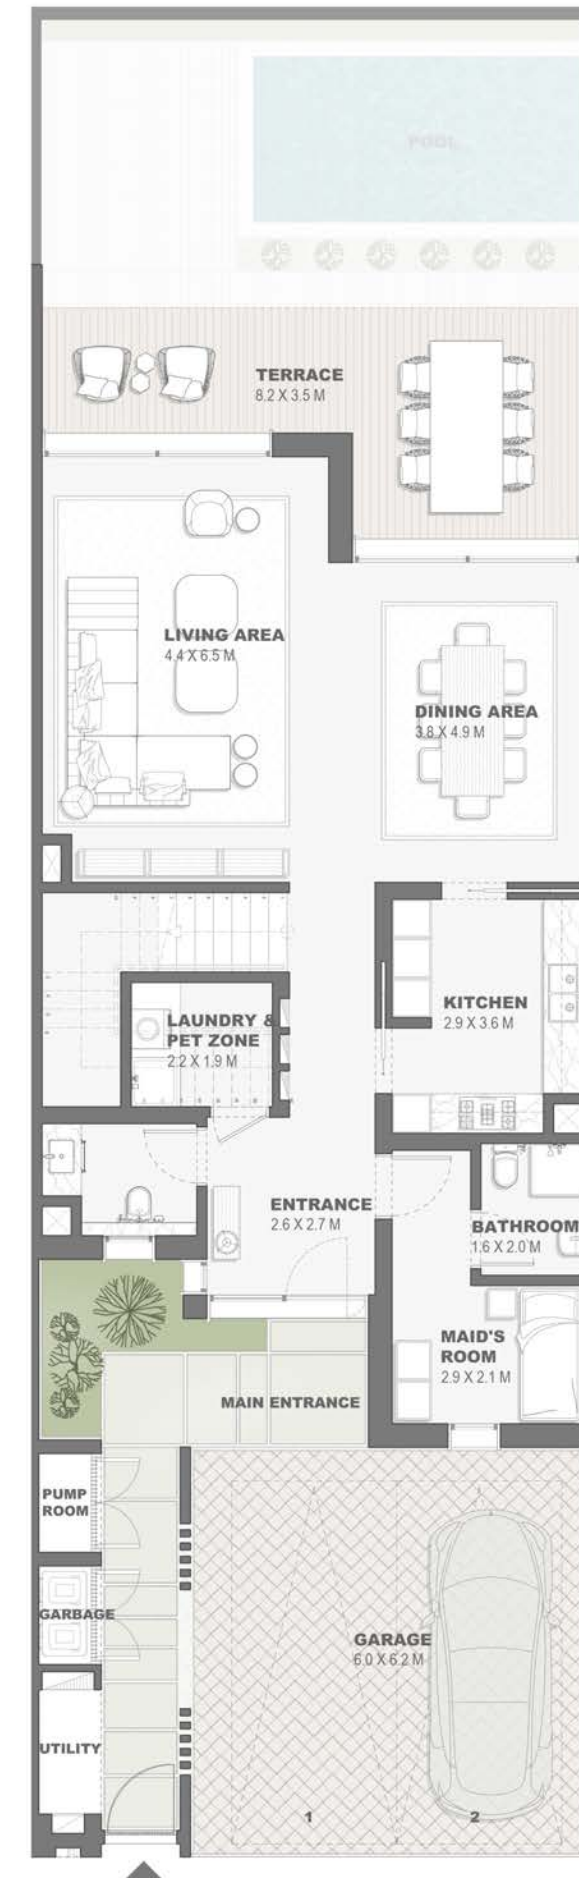 POOL
TERRACE
8.2 X 3.5 M
LIVING AREA
4.4 X 6.5 M
DINING AREA
3.8 X 4.9 M
KITCHEN
2.9 X 3.6 M
LAUNDRY &
PET ZONE
2.2 X 1.9 M
ENTRANCE
2.6 X 2.7 M
BATHROOM
1.6 X 2.0 M
MAID'S
ROOM
2.9 X 2.1 M
MAIN ENTRANCE
PUMP
ROOM
GARBAGE
GARAGE
6.0 X 6.2 M
UTILITY
1
2